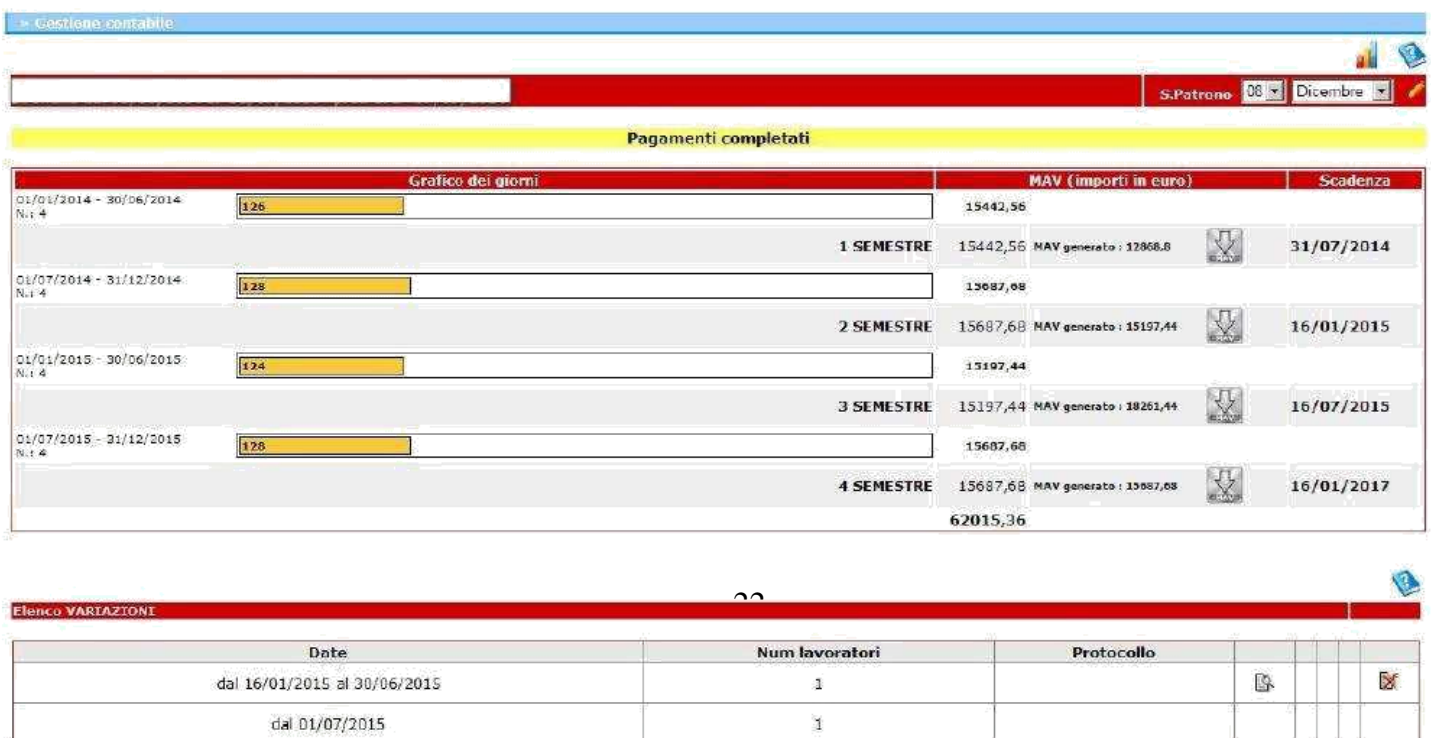 » Gestione contabile
S.Patrono 08 Dicembre
Pagamenti completati
Grafico dei giorni MAV (importi in euro) Scadenza
01/01/2014 - 30/06/2014
N.: 4
126 15442,56
1 SEMESTRE 15442,56 MAV generato : 12868,8 31/07/2014
01/07/2014 - 31/12/2014
N.: 4
128 15687,68
2 SEMESTRE 15687,68 MAV generato : 15197,44 16/01/2015
01/01/2015 - 30/06/2015
N.: 4
124 15197,44
3 SEMESTRE 15197,44 MAV generato : 18261,44 16/07/2015
01/07/2015 - 31/12/2015
N.: 4
128 15687,68
4 SEMESTRE 15687,68 MAV generato : 15687,68 16/01/2017
62015,36
Elenco VARIAZIONI
Date Num lavoratori Protocollo
dal 16/01/2015 al 30/06/2015 1
dal 01/07/2015 1